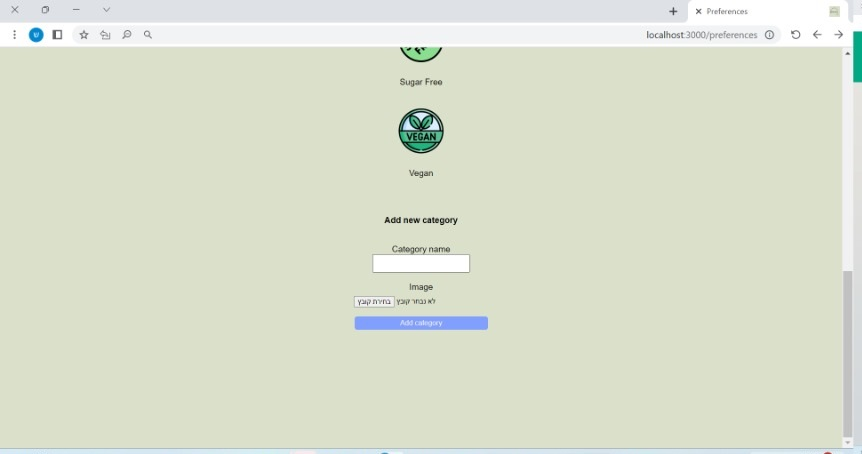 Preferences
localhost:3000/preferences
Sugar Free
VEGAN
Vegan
Add new category
Category name
Image
בחירת קובץ לא נבחר קובץ
Add category